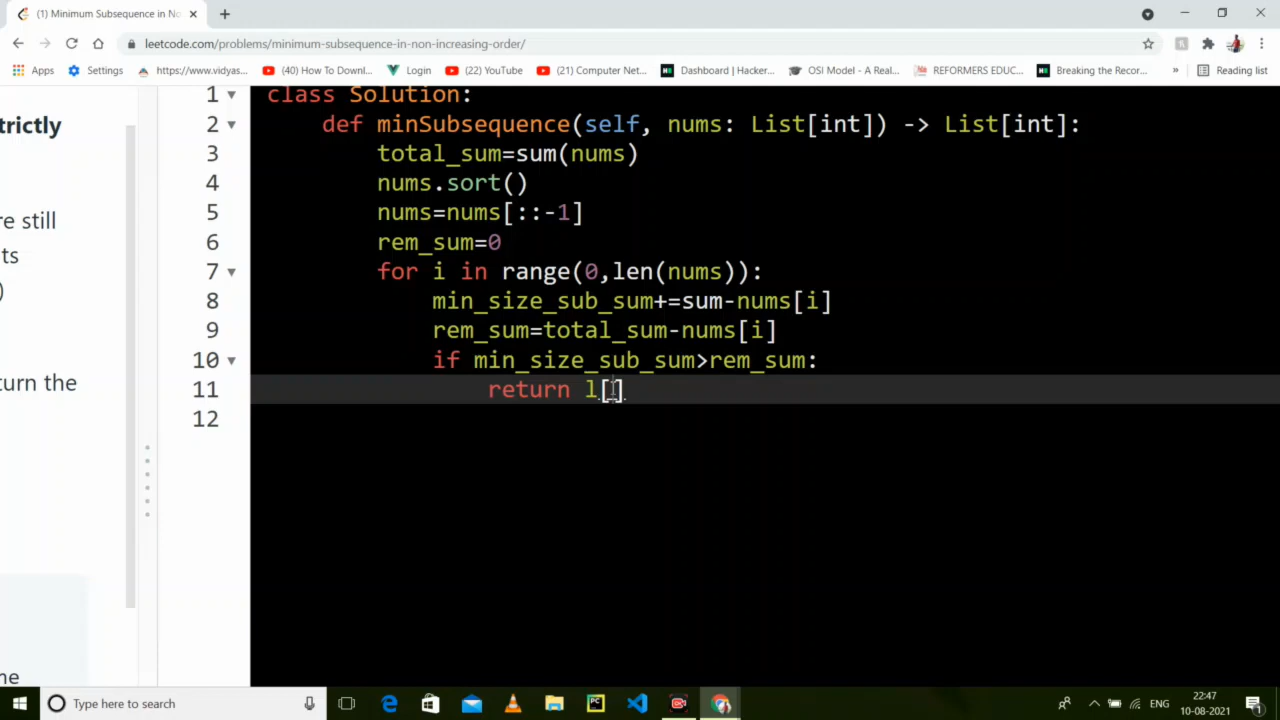 (1) Minimum Subsequence in No
leetcode.com/problems/minimum-subsequence-in-non-increasing-order/
Apps Settings https://www.vidyas... (40) How To Downl... Login (22) YouTube (21) Computer Net... Dashboard | Hacker... OSI Model - A Real... REFORMERS EDUC... Breaking the Recor... » Reading list
trictly
re still
ts
)
turn the
me
1 class Solution:
2 def minSubsequence(self, nums: List[int]) -> List[int]:
3 total_sum=sum(nums)
4 nums.sort()
5 nums=nums[::-1]
6 rem_sum=0
7 for i in range(0,len(nums)):
8 min_size_sub_sum+=sum-nums[i]
9 rem_sum=total_sum-nums[i]
10 if min_size_sub_sum>rem_sum:
11 return l[]
12
Type here to search
ENG
22:47
10-08-2021
1